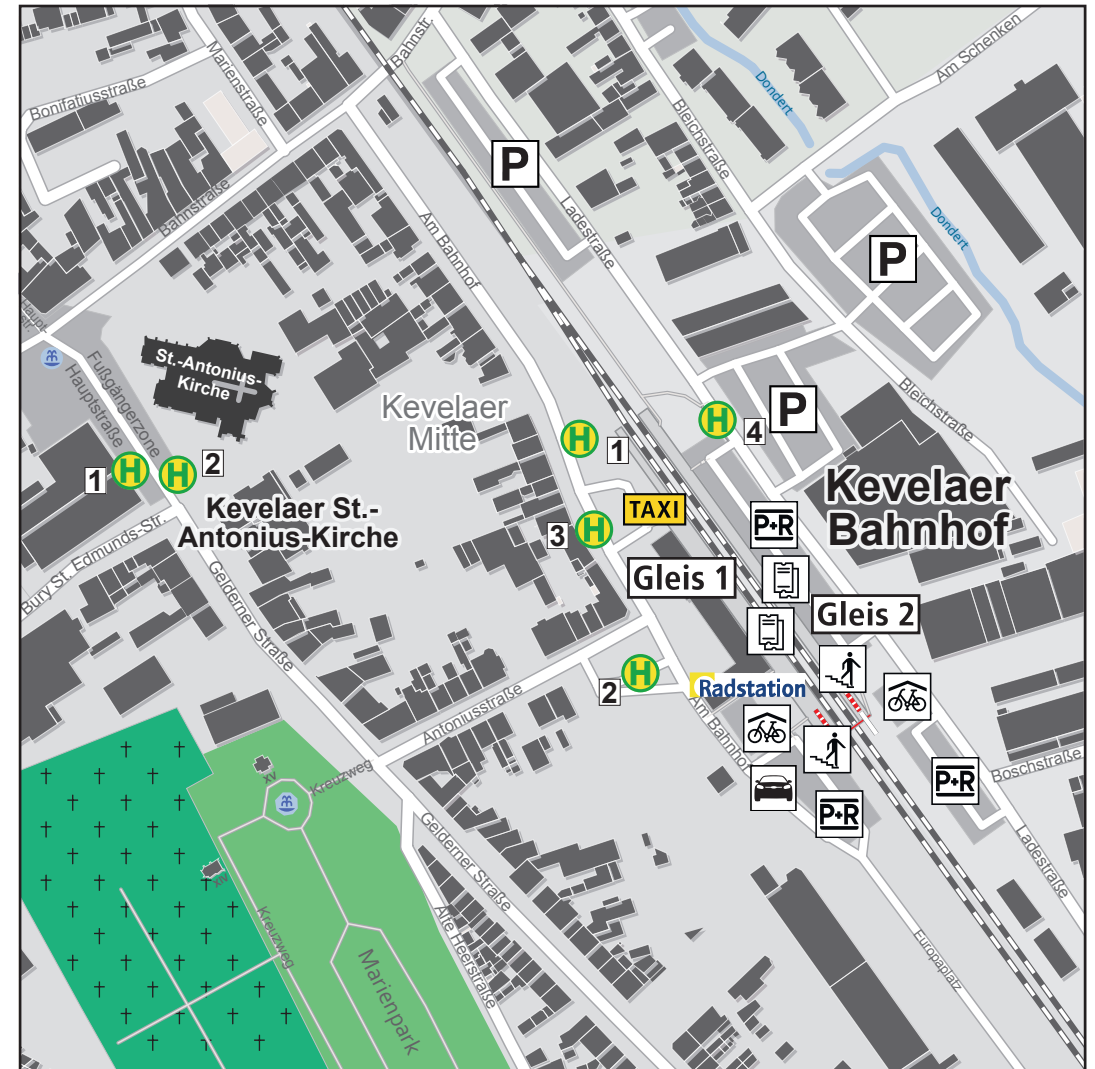 Bahnstr.
Marienstraße
Bonifatiusstraße
Am Schenken
Dondert
Bleichstraße
P
Bahnstraße
Am Bahnhof
Ladestraße
Dondert
P
Haupt-
str.
St.-Antonius-
Kirche
Fußgängerzone
Hauptstraße
Kevelaer
Mitte
Bleichstraße
P
H
4
H
1
1
H
H
2
Kevelaer St.-
Antonius-Kirche
Kevelaer
Bahnhof
TAXI
P+R
3
H
Bury St. Edmunds-Str.
Gleis 1
Gleis 2
Gelderner Straße
H
2
Radstation
Antoniusstraße
Am Bahnhof
Kreuzweg
XV
P+R
Boschstraße
P+R
Gelderner Straße
Ladestraße
XIV
Kreuzweg
Alte Heerstraße
Marienpark
Europaplatz